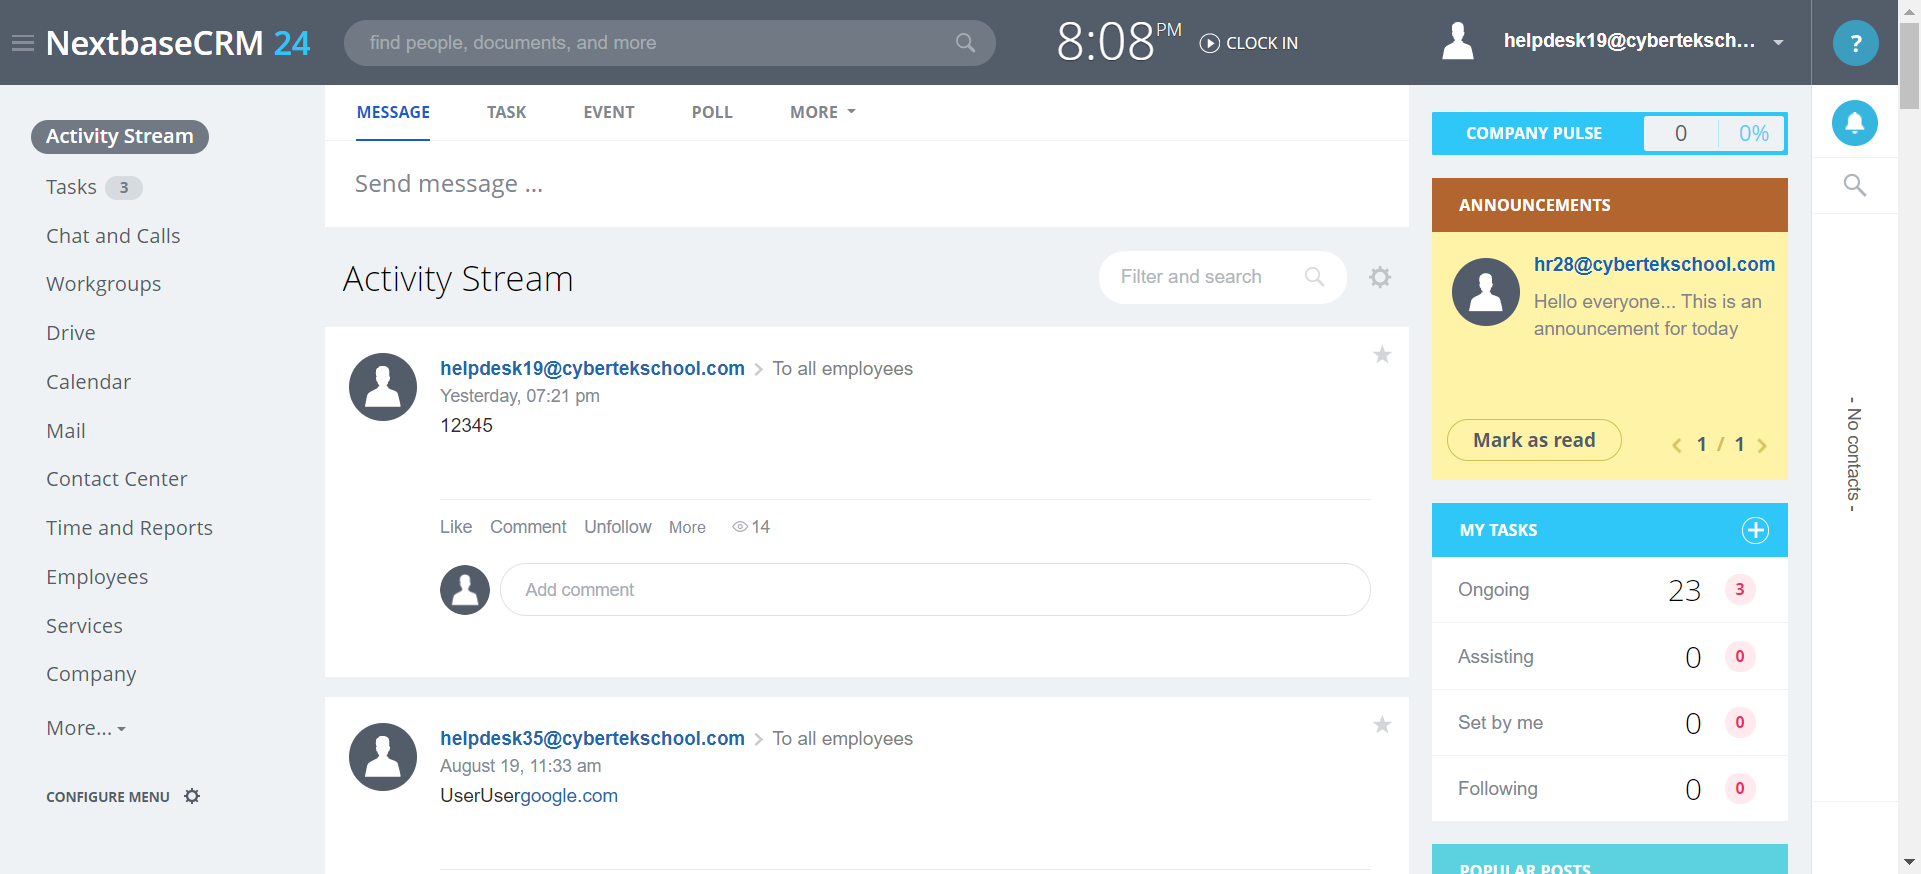 NextbaseCRM 24
find people, documents, and more
8:08 PM
CLOCK IN
helpdesk19@cyberteksch...
?
Activity Stream
Tasks 3
Chat and Calls
Workgroups
Drive
Calendar
Mail
Contact Center
Time and Reports
Employees
Services
Company
More...
CONFIGURE MENU
MESSAGE TASK EVENT POLL MORE
Send message ...
Activity Stream
Filter and search
helpdesk19@cybertekschool.com > To all employees
Yesterday, 07:21 pm
12345
Like Comment Unfollow More 14
Add comment
helpdesk35@cybertekschool.com > To all employees
August 19, 11:33 am
UserUsergoogle.com
COMPANY PULSE 0 0%
ANNOUNCEMENTS
hr28@cybertekschool.com
Hello everyone... This is an
announcement for today
Mark as read < 1 / 1 >
MY TASKS
Ongoing 23 3
Assisting 0 0
Set by me 0 0
Following 0 0
POPULAR POSTS
- No contacts -